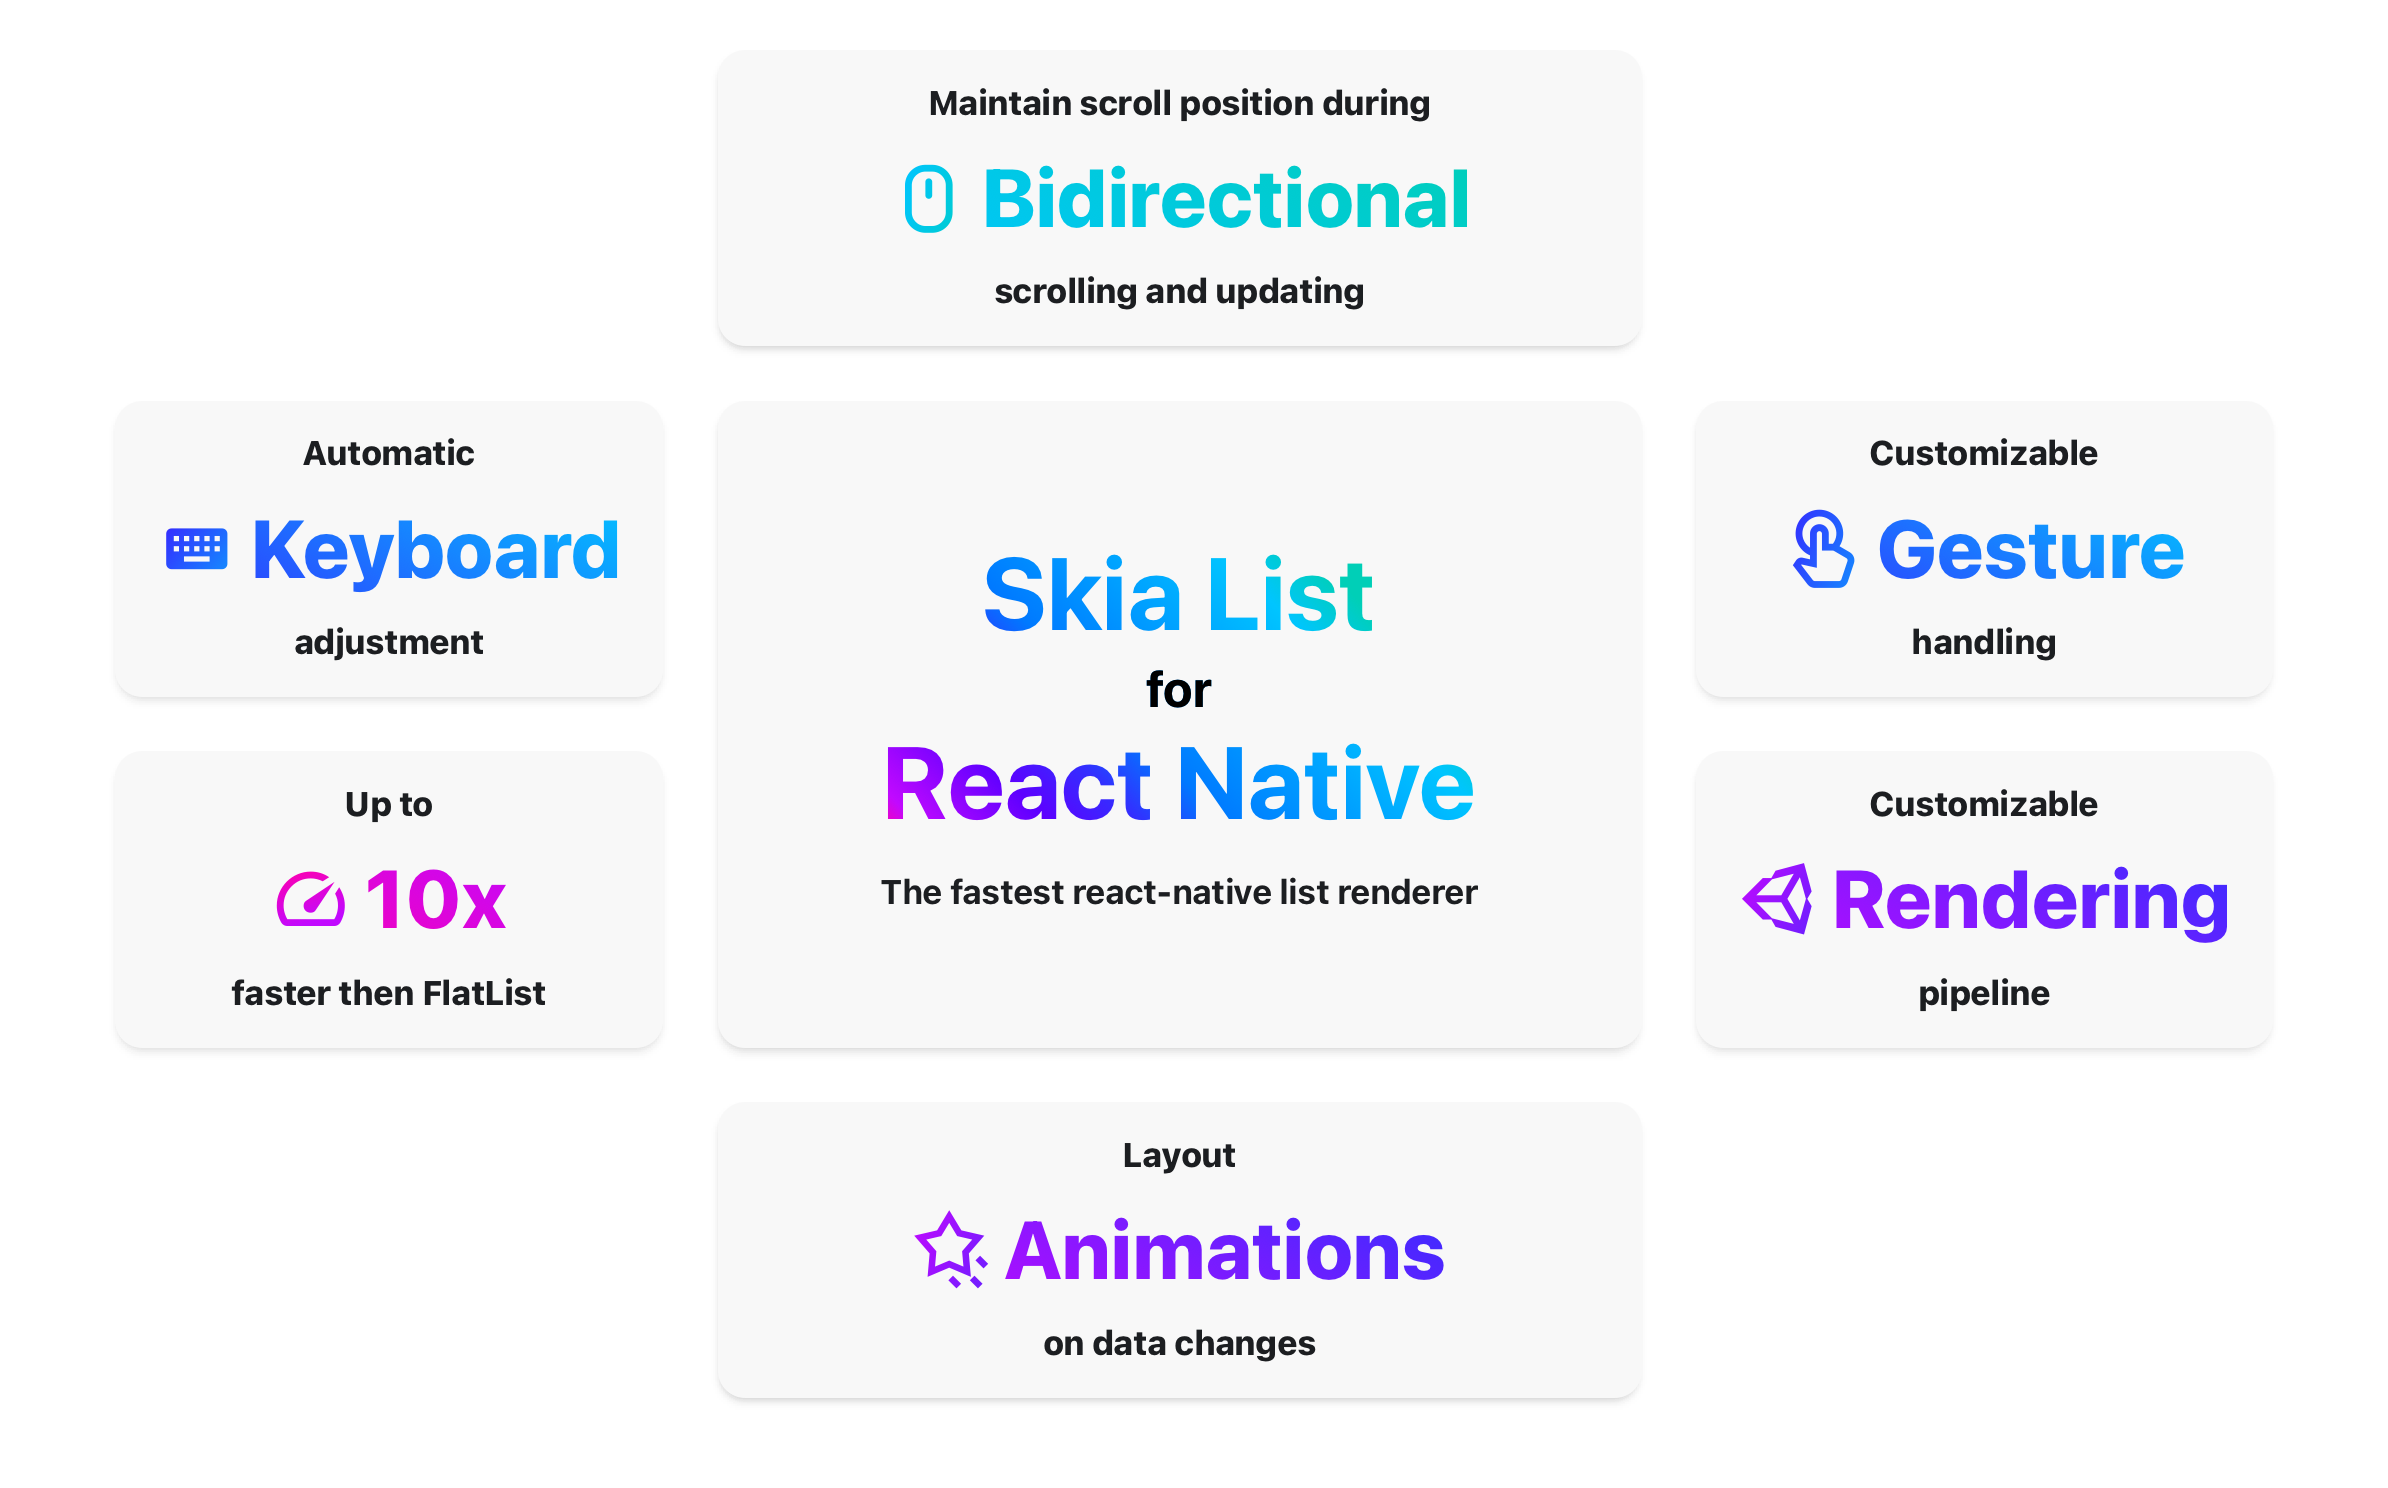 Maintain scroll position during
Bidirectional
scrolling and updating
Automatic
Keyboard
adjustment
Skia List
for
React Native
The fastest react-native list renderer
Customizable
Gesture
handling
Up to
10x
faster then FlatList
Customizable
Rendering
pipeline
Layout
Animations
on data changes